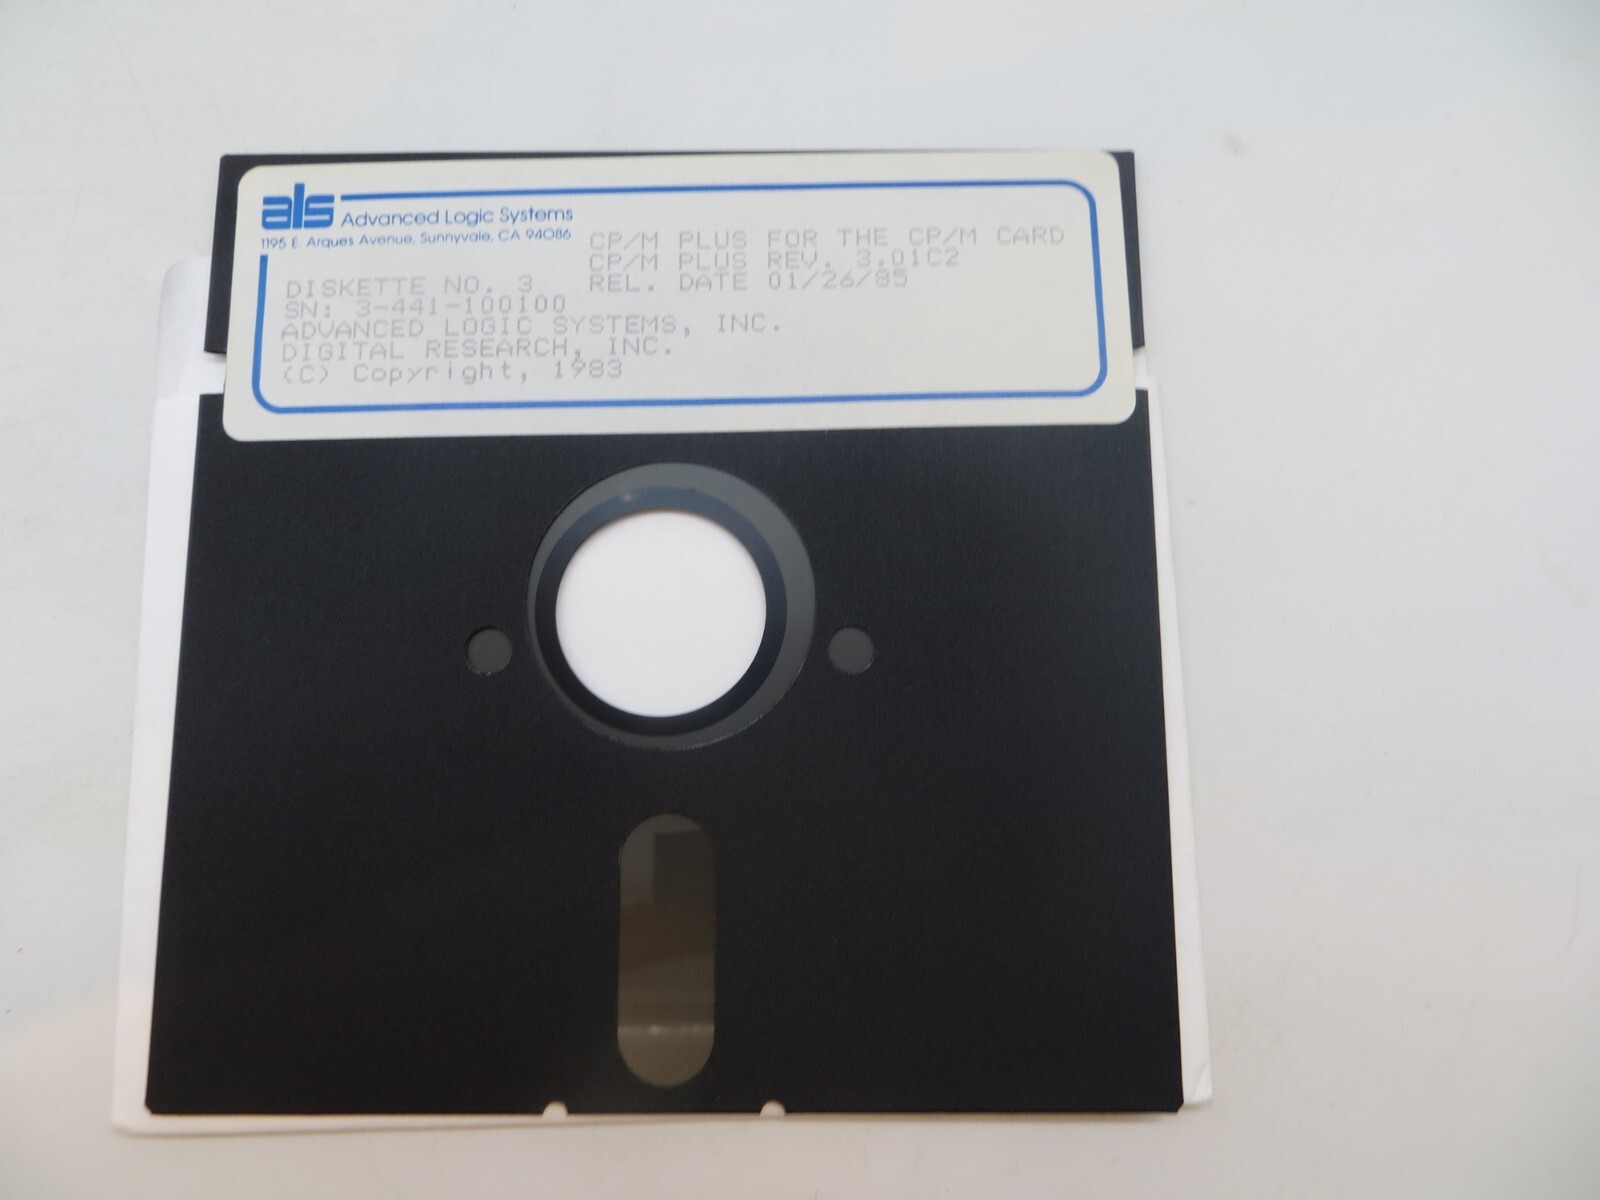 als Advanced Logic Systems
1195 E. Arques Avenue, Sunnyvale, CA 94086
CP/M PLUS FOR THE CP/M CARD
CP/M PLUS REV. 3.01C2
DISKETTE NO. 3 REL. DATE 01/26/85
SN: 3-441-100100
ADVANCED LOGIC SYSTEMS, INC.
DIGITAL RESEARCH, INC.
(C) Copyright, 1983